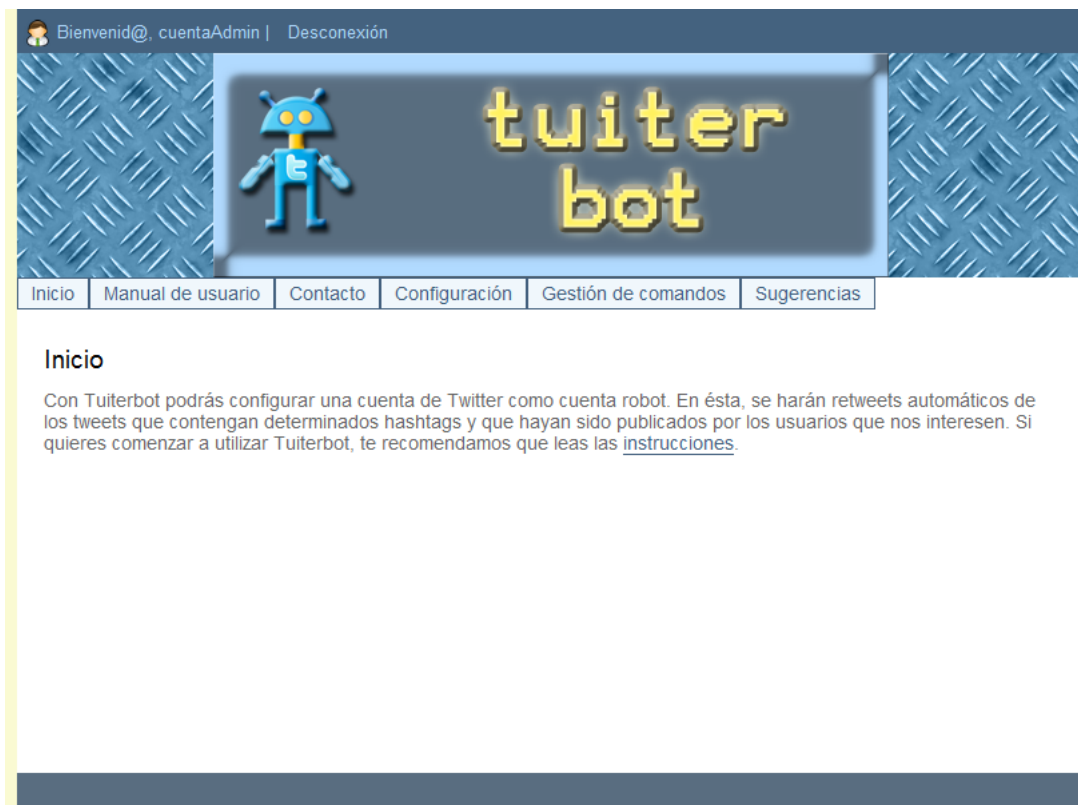 Bienvenid@, cuentaAdmin | Desconexión
tuiter
bot
t
Inicio Manual de usuario Contacto Configuración Gestión de comandos Sugerencias
Inicio
Con Tuiterbot podrás configurar una cuenta de Twitter como cuenta robot. En ésta, se harán retweets automáticos de
los tweets que contengan determinados hashtags y que hayan sido publicados por los usuarios que nos interesen. Si
quieres comenzar a utilizar Tuiterbot, te recomendamos que leas las instrucciones.